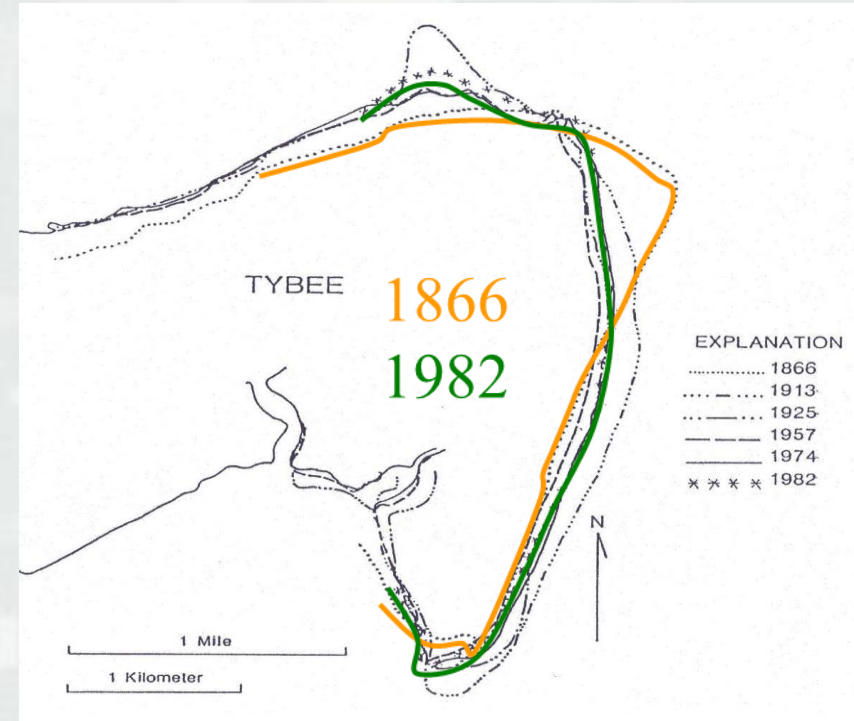 TYBEE
1866
1982
EXPLANATION
1866
1913
1925
1957
1974
1982
N
1 Mile
1 Kilometer